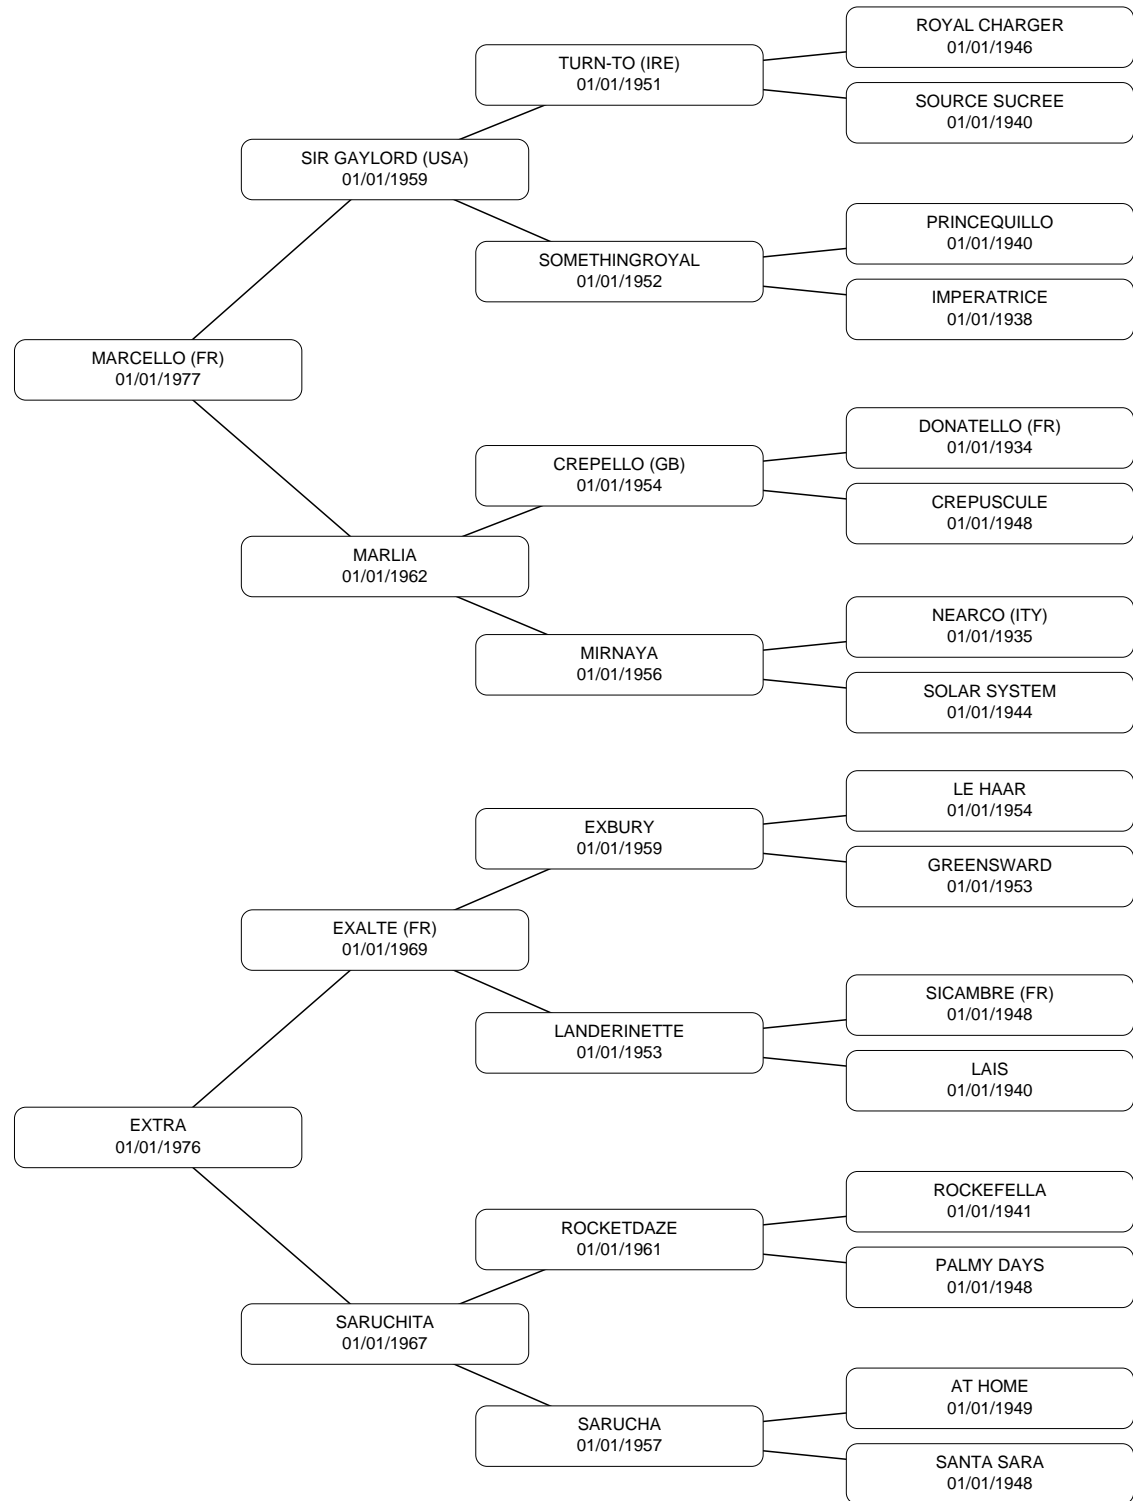 ROYAL CHARGER
01/01/1946
TURN-TO (IRE)
01/01/1951
SOURCE SUCREE
01/01/1940
SIR GAYLORD (USA)
01/01/1959
PRINCEQUILLO
01/01/1940
SOMETHINGROYAL
01/01/1952
IMPERATRICE
01/01/1938
MARCELLO (FR)
01/01/1977
DONATELLO (FR)
01/01/1934
CREPELLO (GB)
01/01/1954
CREPUSCULE
01/01/1948
MARLIA
01/01/1962
NEARCO (ITY)
01/01/1935
MIRNAYA
01/01/1956
SOLAR SYSTEM
01/01/1944
LE HAAR
01/01/1954
EXBURY
01/01/1959
GREENSWARD
01/01/1953
EXALTE (FR)
01/01/1969
SICAMBRE (FR)
01/01/1948
LANDERINETTE
01/01/1953
LAIS
01/01/1940
EXTRA
01/01/1976
ROCKEFELLA
01/01/1941
ROCKETDAZE
01/01/1961
PALMY DAYS
01/01/1948
SARUCHITA
01/01/1967
AT HOME
01/01/1949
SARUCHA
01/01/1957
SANTA SARA
01/01/1948